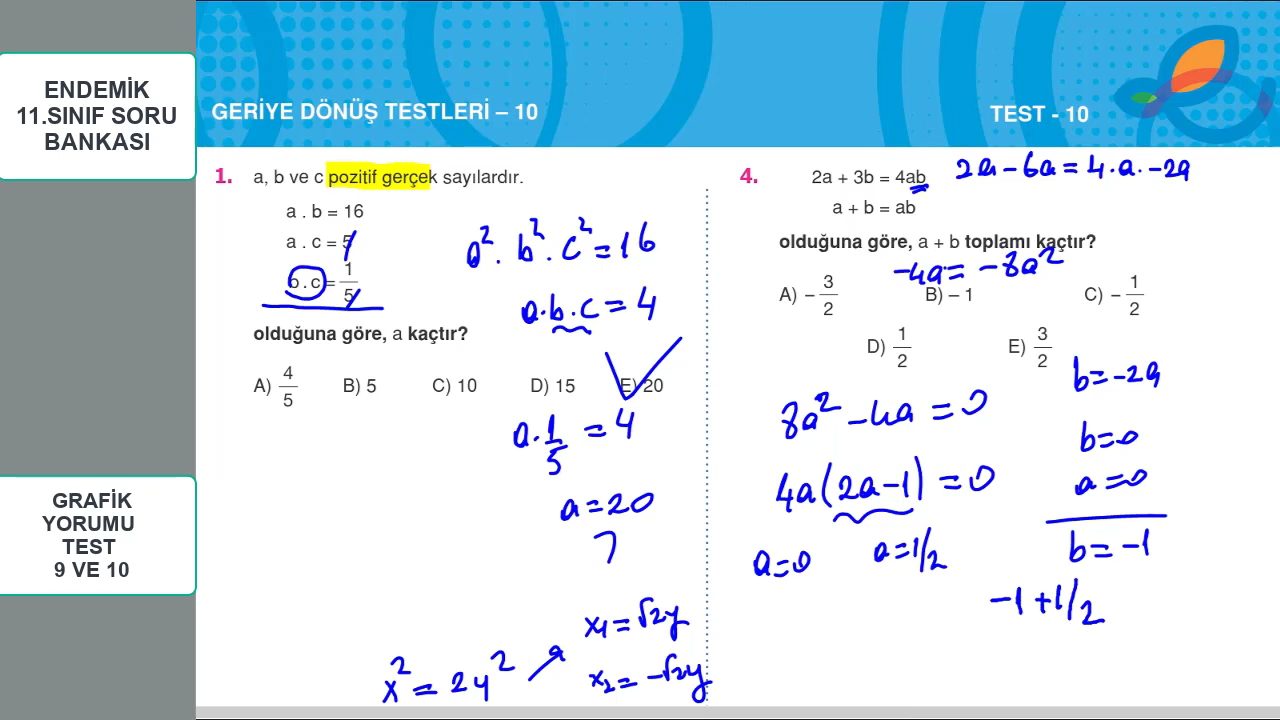 ENDEMİK
11.SINIF SORU
BANKASI
GRAFİK
YORUMU
TEST
9 VE 10
GERİYE DÖNÜŞ TESTLERİ – 10
TEST - 10
1. a, b ve c pozitif gerçek sayılardır.
a . b = 16
a . c = 5
b . c = 1/5
olduğuna göre, a kaçtır?
A) 4/5 B) 5 C) 10 D) 15 E) 20
a² . b² . c² = 16
a . b . c = 4
a . 1/5 = 4
a = 20
x² = 2y²
x₁ = √2y
x₂ = -√2y
4. 2a + 3b = 4ab
a + b = ab
olduğuna göre, a + b toplamı kaçtır?
A) – 3/2 B) – 1 C) – 1/2
D) 1/2 E) 3/2
2a - 6a = 4 . a . -2a
-4a = -8a²
8a² - 4a = 0
4a(2a - 1) = 0
a = 0 a = 1/2
b = -2a
b = 0
a = 0
b = -1
-1 + 1/2